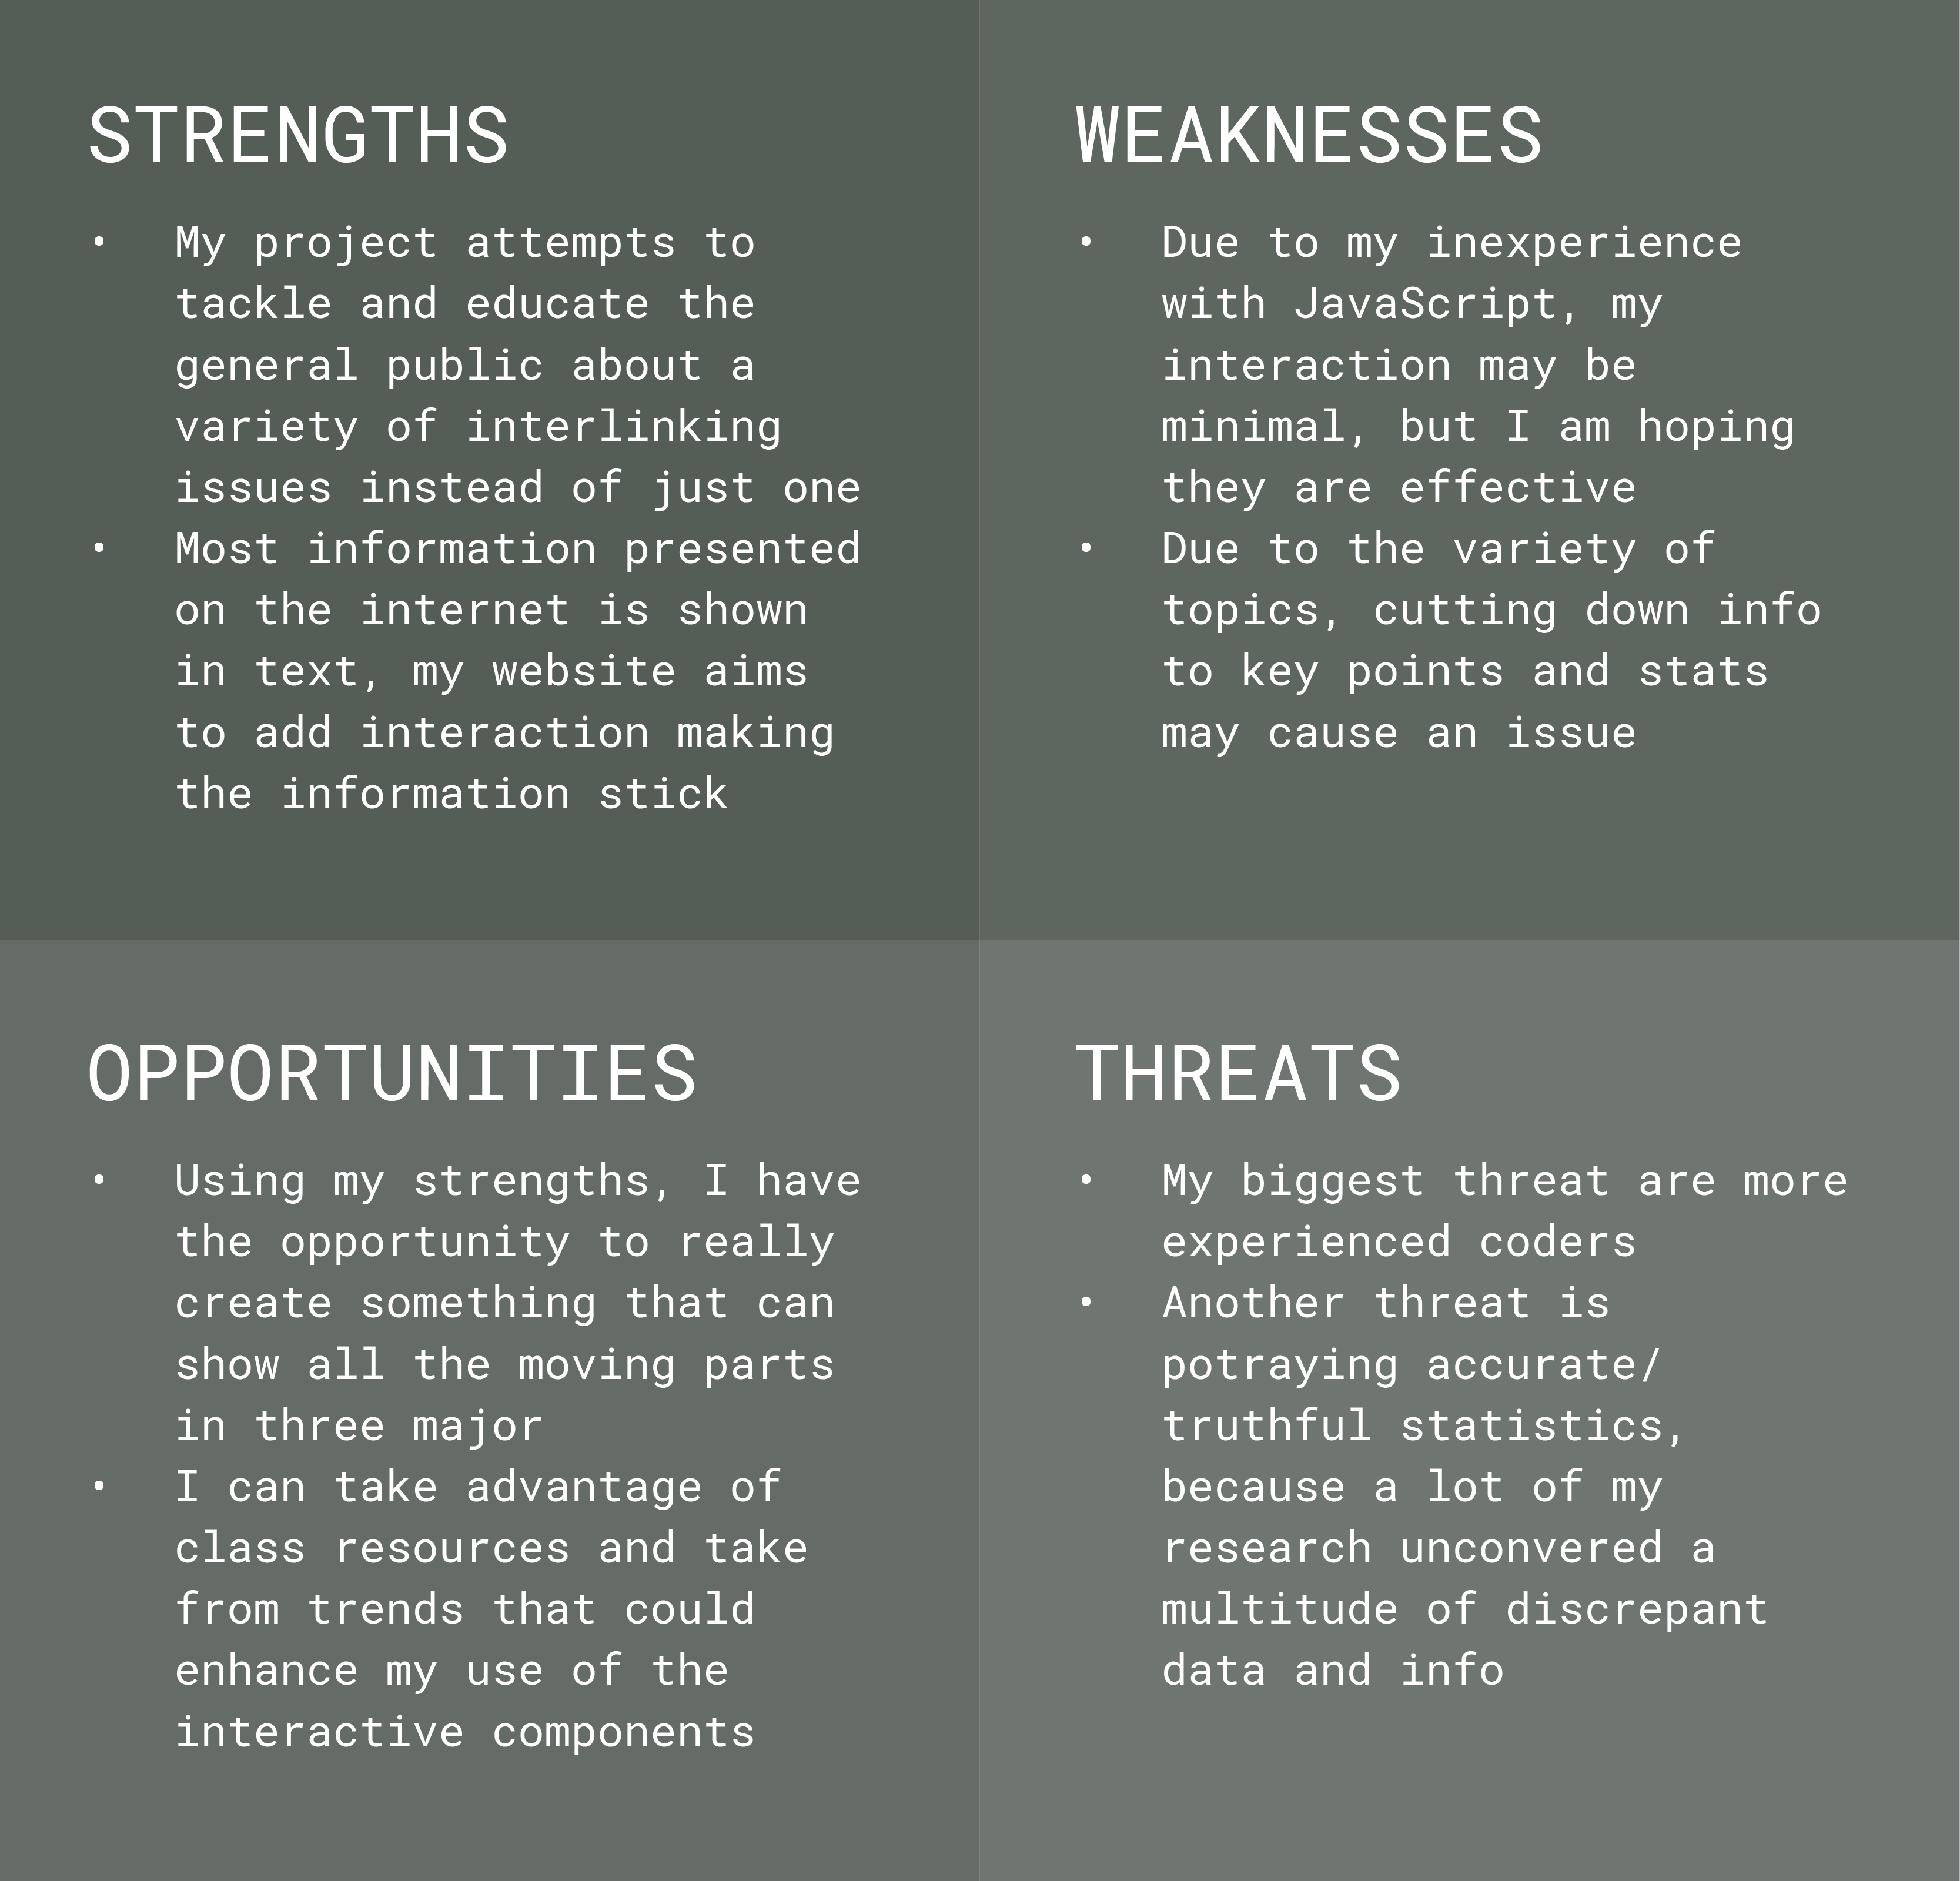 STRENGTHS
• My project attempts to
tackle and educate the
general public about a
variety of interlinking
issues instead of just one
• Most information presented
on the internet is shown
in text, my website aims
to add interaction making
the information stick
WEAKNESSES
• Due to my inexperience
with JavaScript, my
interaction may be
minimal, but I am hoping
they are effective
• Due to the variety of
topics, cutting down info
to key points and stats
may cause an issue
OPPORTUNITIES
• Using my strengths, I have
the opportunity to really
create something that can
show all the moving parts
in three major
• I can take advantage of
class resources and take
from trends that could
enhance my use of the
interactive components
THREATS
• My biggest threat are more
experienced coders
• Another threat is
potraying accurate/
truthful statistics,
because a lot of my
research unconvered a
multitude of discrepant
data and info